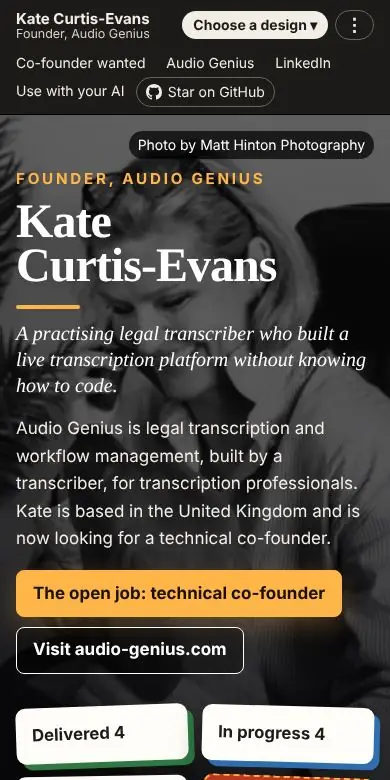 Kate Curtis-Evans
Founder, Audio Genius
Choose a design ▾
⋮
Co-founder wanted
Audio Genius
LinkedIn
Use with your AI
Star on GitHub
Photo by Matt Hinton Photography
FOUNDER, AUDIO GENIUS
Kate
Curtis-Evans
A practising legal transcriber who built a
live transcription platform without knowing
how to code.
Audio Genius is legal transcription and
workflow management, built by a
transcriber, for transcription professionals.
Kate is based in the United Kingdom and is
now looking for a technical co-founder.
The open job: technical co-founder
Visit audio-genius.com
Delivered 4
In progress 4